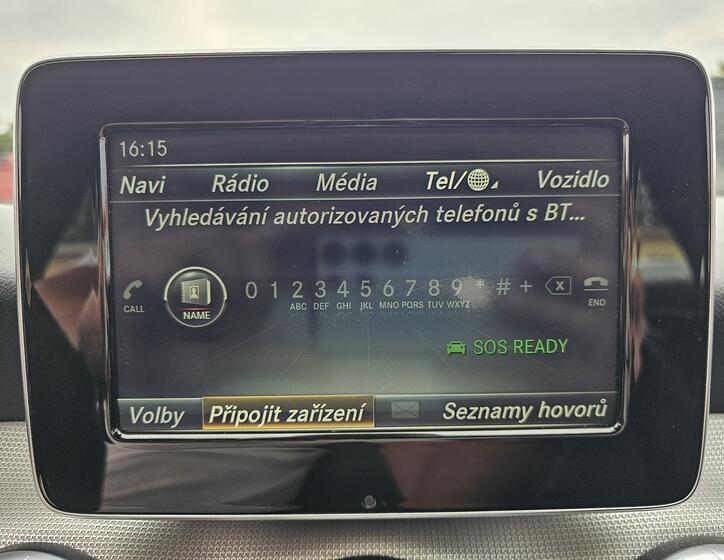 16:15
Navi Rádio Média Tel/ Vozidlo
Vyhledávání autorizovaných telefonů s BT...
CALL NAME 0 1 2 3 4 5 6 7 8 9 * # + X END
ABC DEF GHI JKL MNO PQRS TUV WXYZ
SOS READY
Volby Připojit zařízení Seznamy hovorů